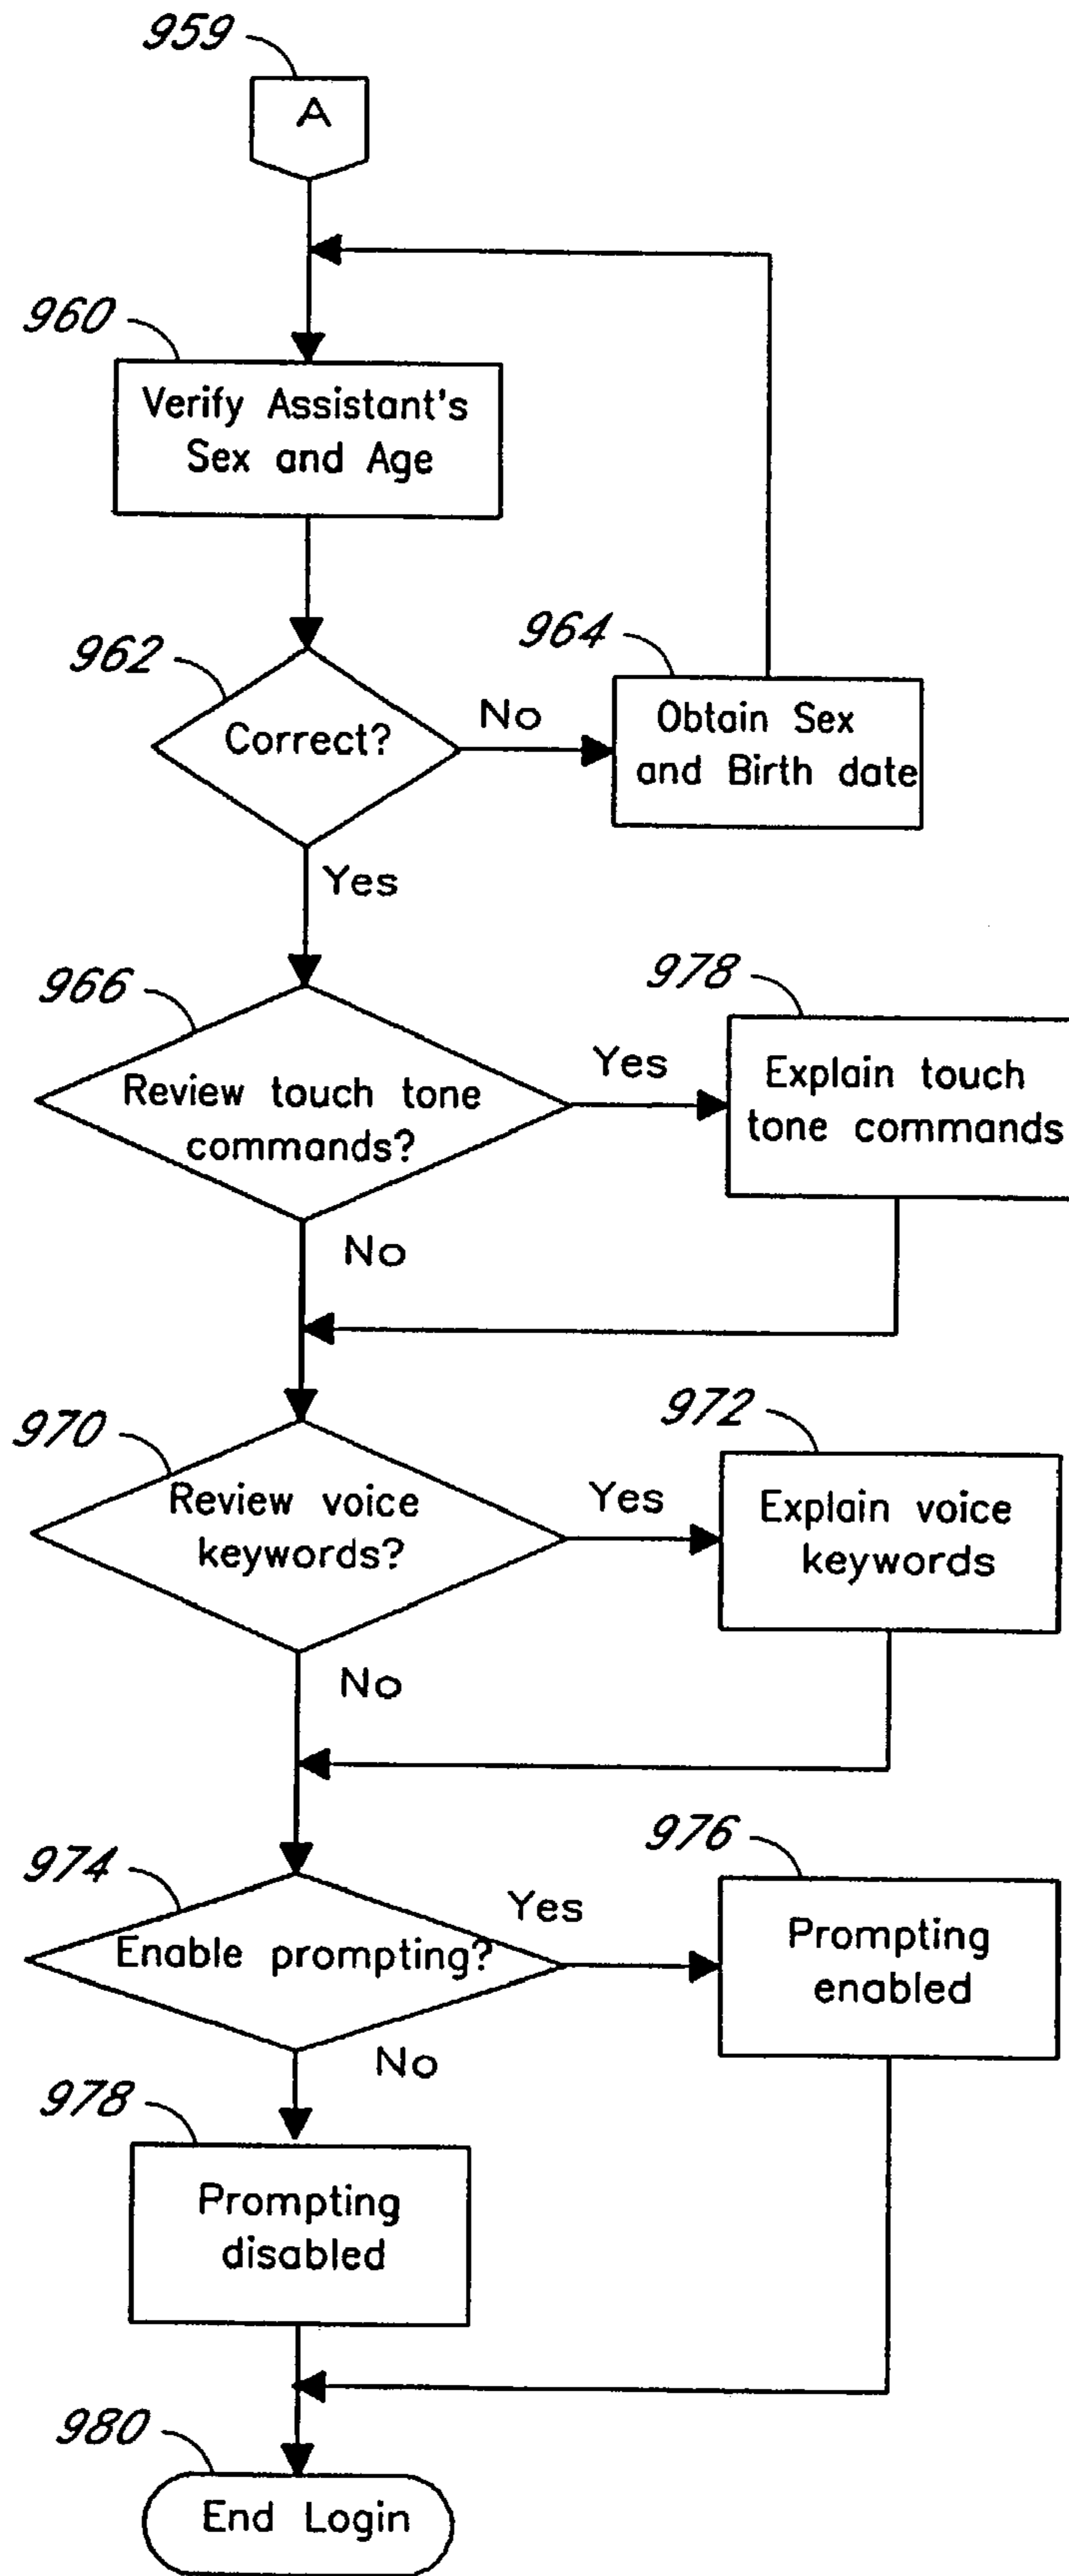 959
A
960
Verify Assistant's
Sex and Age
962
Correct?
No
964
Obtain Sex
and Birth date
Yes
966
Review touch tone
commands?
Yes
978
Explain touch
tone commands
No
970
Review voice
keywords?
Yes
972
Explain voice
keywords
No
974
Enable prompting?
Yes
976
Prompting
enabled
No
978
Prompting
disabled
980
End Login